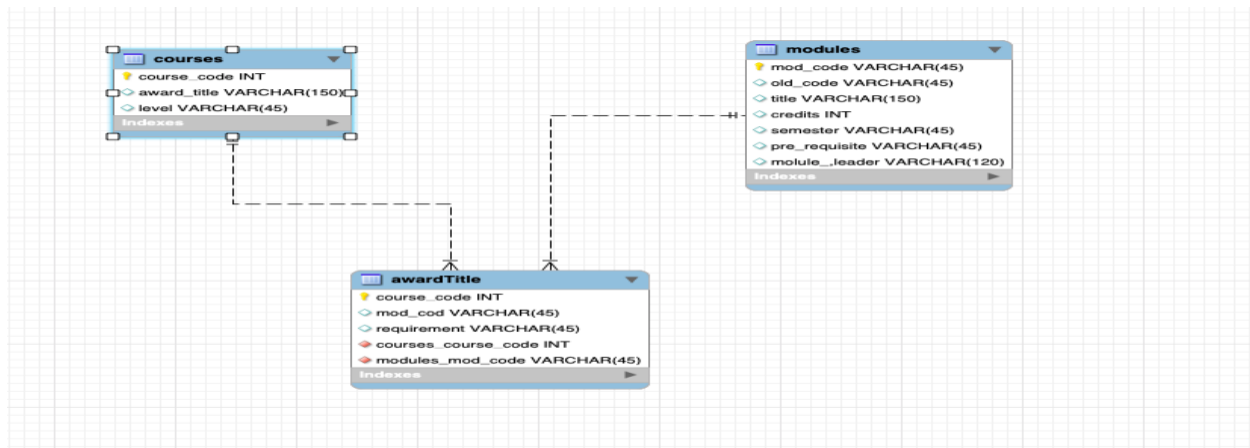 courses
course_code INT
award_title VARCHAR(150)
level VARCHAR(45)
Indexes
modules
mod_code VARCHAR(45)
old_code VARCHAR(45)
title VARCHAR(150)
credits INT
semester VARCHAR(45)
pre_requisite VARCHAR(45)
molule_.leader VARCHAR(120)
Indexes
awardTitle
course_code INT
mod_cod VARCHAR(45)
requirement VARCHAR(45)
courses_course_code INT
modules_mod_code VARCHAR(45)
Indexes